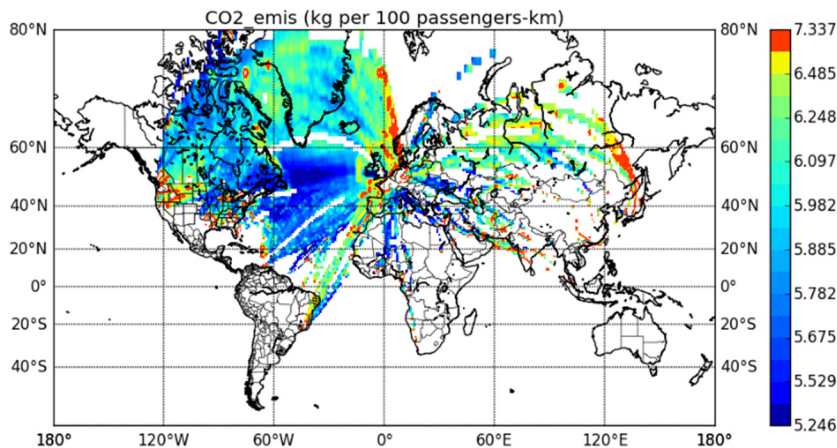 CO2_emis (kg per 100 passengers-km)
80°N 80°N 7.337
6.485
6.248
60°N 60°N 6.097
5.982
40°N 40°N 5.885
20°N 20°N
5.782
0° 0°
5.675
20°S 20°S
40°S 40°S 5.529
5.246
180° 120°W 60°W 0° 60°E 120°E 180°